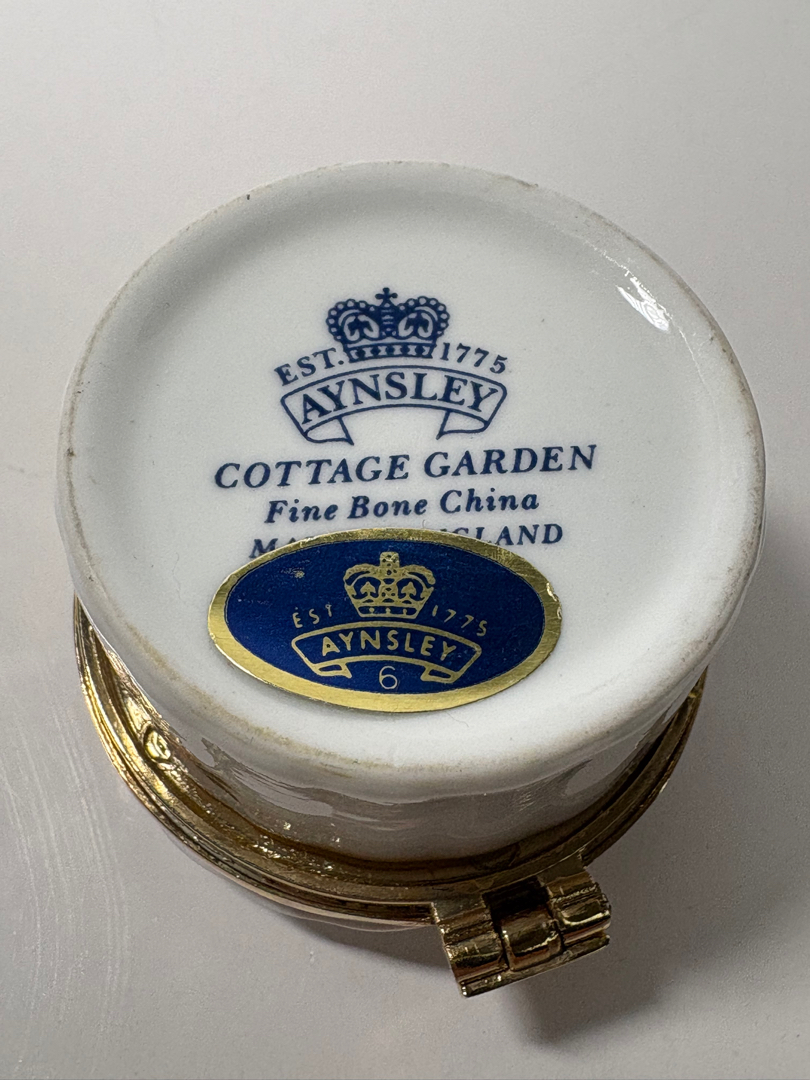 EST. 1775
AYNSLEY
COTTAGE GARDEN
Fine Bone China
EST 1775
AYNSLEY
6